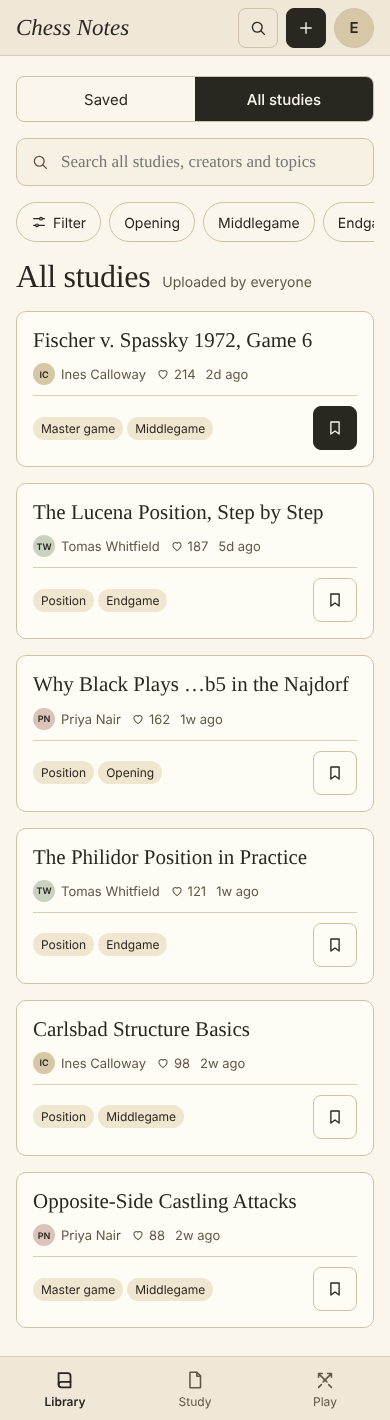 Chess Notes
E
Saved
All studies
Search all studies, creators and topics
Filter
Opening
Middlegame
Endga
All studies Uploaded by everyone
Fischer v. Spassky 1972, Game 6
IC Ines Calloway 214 2d ago
Master game Middlegame
The Lucena Position, Step by Step
TW Tomas Whitfield 187 5d ago
Position Endgame
Why Black Plays …b5 in the Najdorf
PN Priya Nair 162 1w ago
Position Opening
The Philidor Position in Practice
TW Tomas Whitfield 121 1w ago
Position Endgame
Carlsbad Structure Basics
IC Ines Calloway 98 2w ago
Position Middlegame
Opposite-Side Castling Attacks
PN Priya Nair 88 2w ago
Master game Middlegame
Library
Study
Play